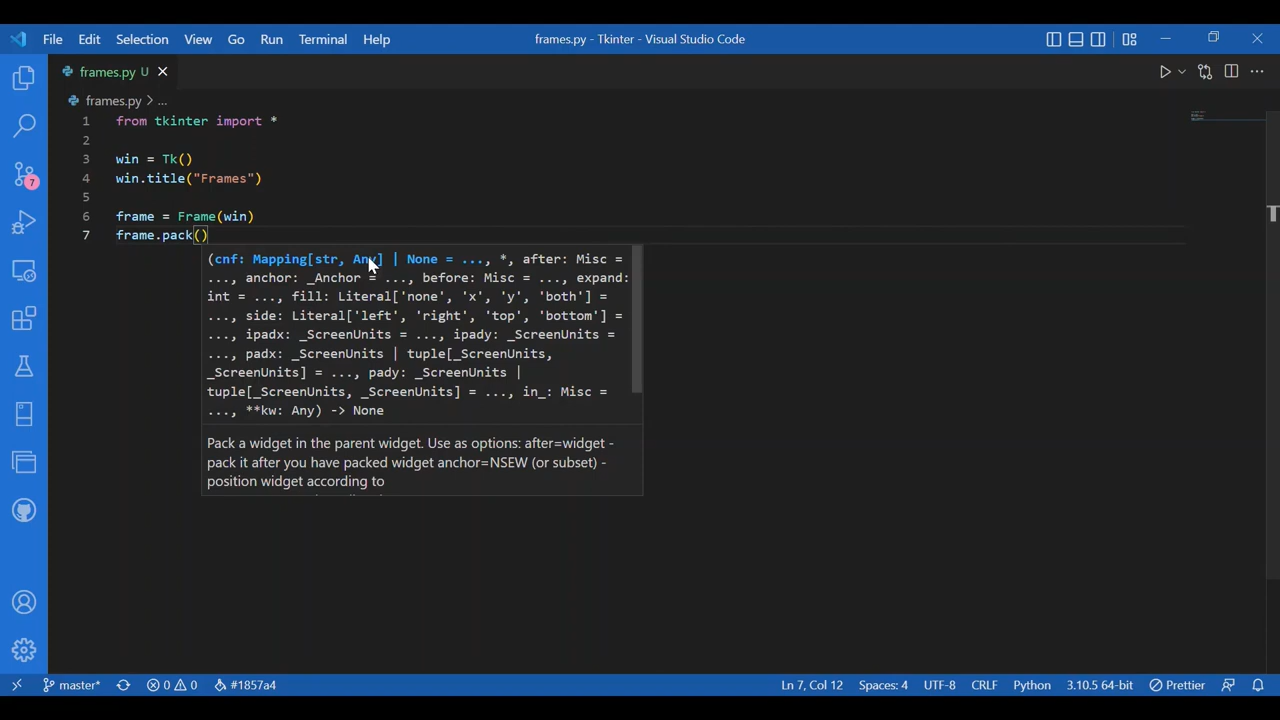 File Edit Selection View Go Run Terminal Help frames.py - Tkinter - Visual Studio Code
frames.py U
frames.py > ...
1 from tkinter import *
2
3 win = Tk()
4 win.title("Frames")
5
6 frame = Frame(win)
7 frame.pack()
(cnf: Mapping[str, Any] | None = ..., *, after: Misc =
..., anchor: _Anchor = ..., before: Misc = ..., expand:
int = ..., fill: Literal['none', 'x', 'y', 'both'] =
..., side: Literal['left', 'right', 'top', 'bottom'] =
..., ipadx: _ScreenUnits = ..., ipady: _ScreenUnits =
..., padx: _ScreenUnits | tuple[_ScreenUnits,
_ScreenUnits] = ..., pady: _ScreenUnits |
tuple[_ScreenUnits, _ScreenUnits] = ..., in_: Misc =
..., **kw: Any) -> None
Pack a widget in the parent widget. Use as options: after=widget -
pack it after you have packed widget anchor=NSEW (or subset) -
position widget according to
7
master* 0 0 #1857a4 Ln 7, Col 12 Spaces: 4 UTF-8 CRLF Python 3.10.5 64-bit Prettier